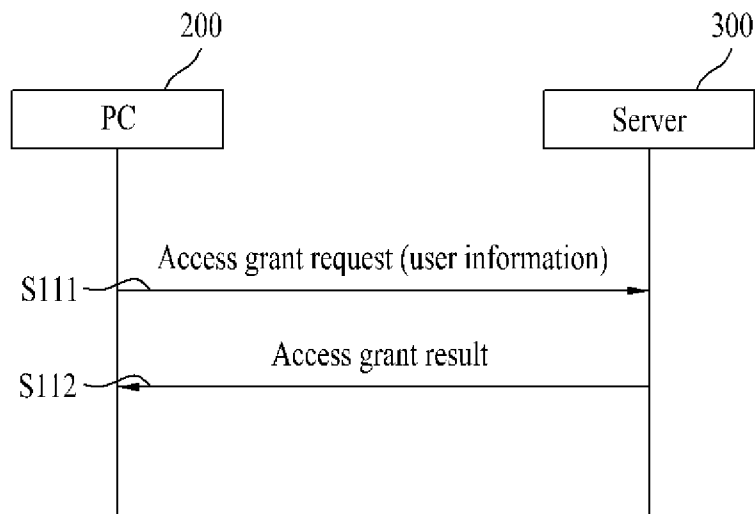 200
300
PC
Server
Access grant request (user information)
S111
Access grant result
S112